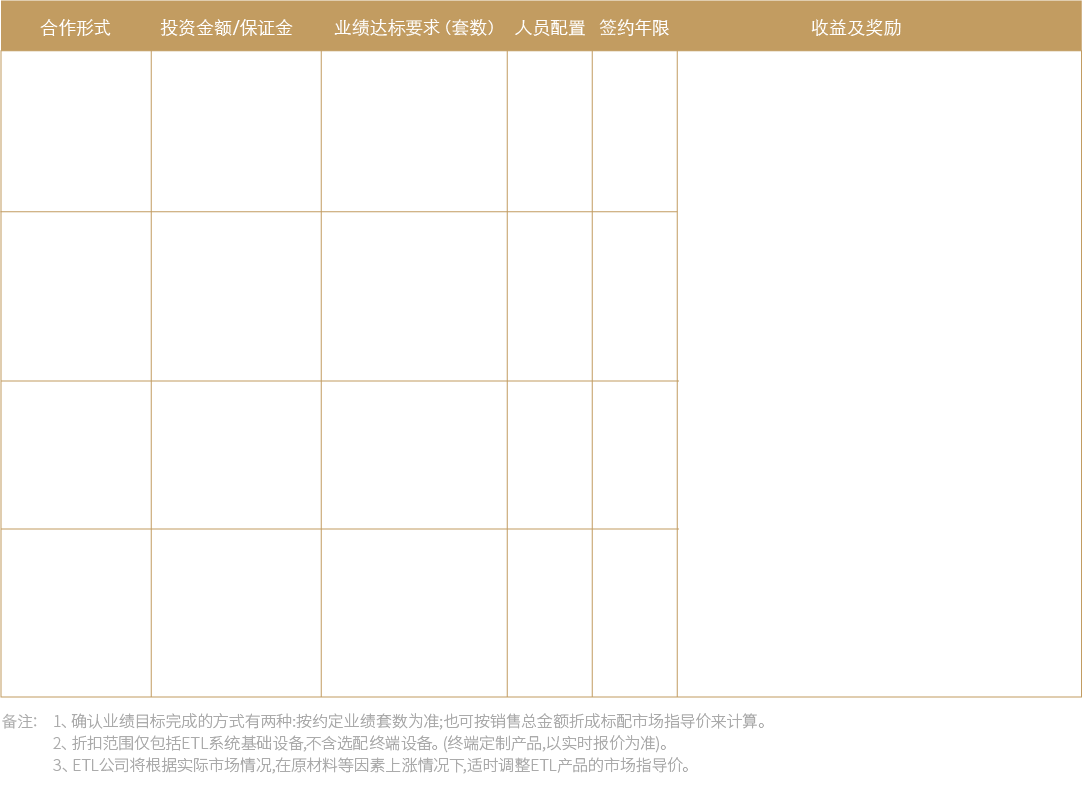 合作形式 投资金额/保证金 业绩达标要求（套数） 人员配置 签约年限 收益及奖励
备注: 1、确认业绩目标完成的方式有两种:按约定业绩套数为准;也可按销售总金额折成标配市场指导价来计算。
2、折扣范围仅包括ETL系统基础设备,不含选配终端设备。(终端定制产品,以实时报价为准)。
3、ETL公司将根据实际市场情况,在原材料等因素上涨情况下,适时调整ETL产品的市场指导价。